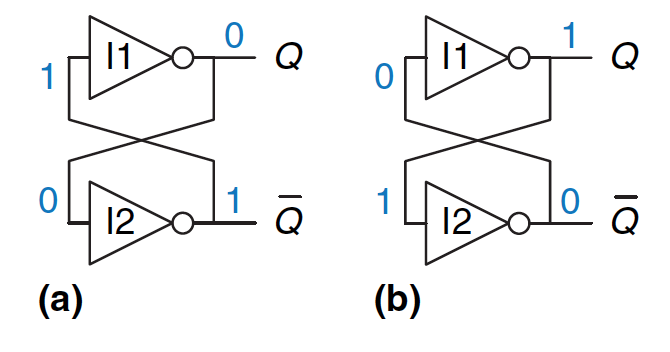 0 Q 1 Q
1 I1 0 I1
0 I2 1 Q̅ 1 I2 0 Q̅
(a) (b)